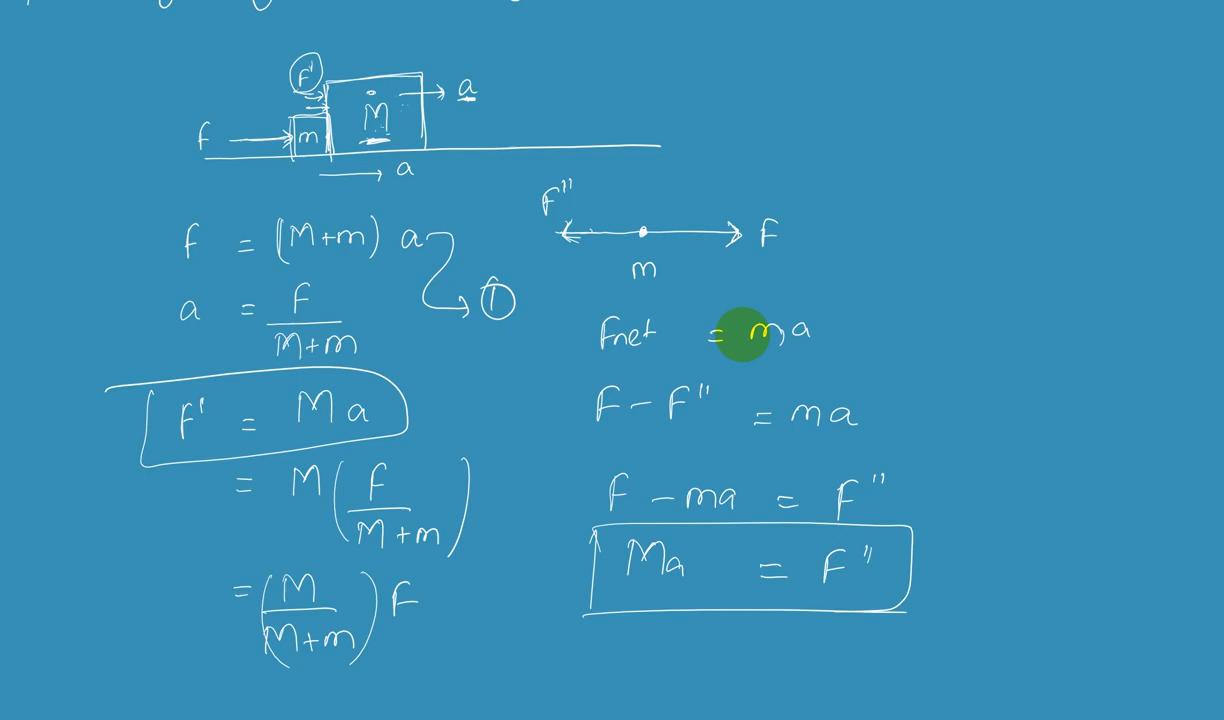 F'
M
a
f
m
a
f = (M+m) a
①
a = F / M+m
F' = Ma
= M(F / M+m)
= (M / M+m) F
F"
F
m
Fnet = ma
F - F" = ma
F - ma = F"
Ma = F"